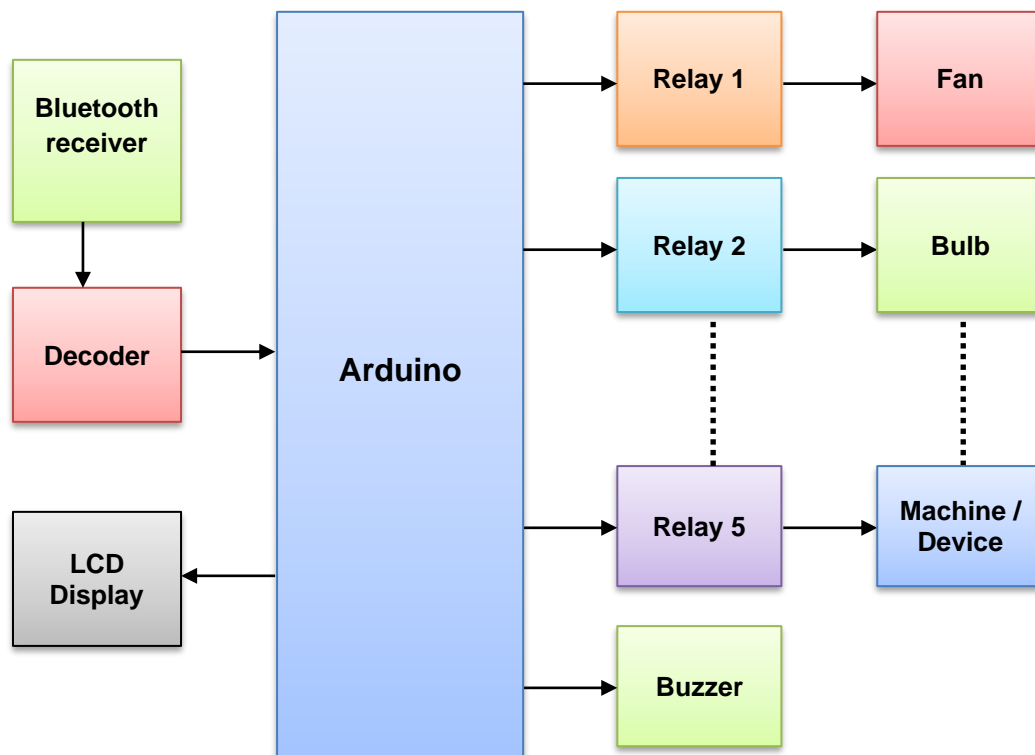 Bluetooth
receiver
Decoder
LCD
Display
Arduino
Relay 1
Fan
Relay 2
Bulb
Relay 5
Machine /
Device
Buzzer